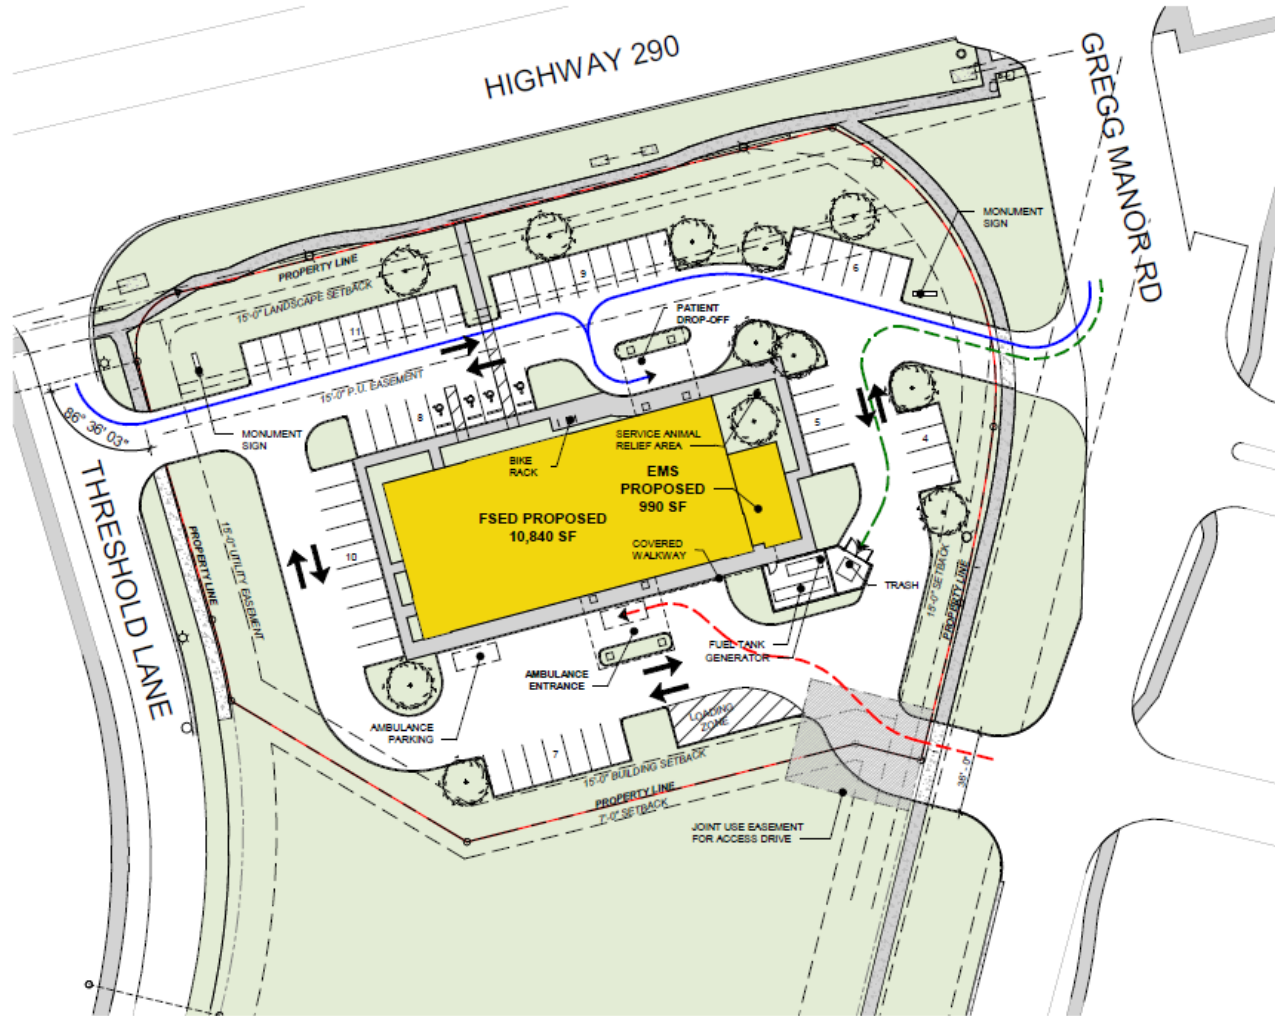 HIGHWAY 290
GREGG MANOR RD
MONUMENT
SIGN
PROPERTY LINE
15'-0" LANDSCAPE SETBACK
9
6
11
PATIENT
DROP-OFF
15'-0" P.U. EASEMENT
86° 36' 03"
MONUMENT
SIGN
8
BIKE
RACK
SERVICE ANIMAL
RELIEF AREA
5
4
EMS
PROPOSED
990 SF
FSED PROPOSED
10,840 SF
THRESHOLD LANE
PROPERTY LINE
15'-0" UTILITY EASEMENT
10
COVERED
WALKWAY
TRASH
15'-0" SETBACK
PROPERTY LINE
FUEL TANK
GENERATOR
AMBULANCE
ENTRANCE
AMBULANCE
PARKING
LOADING
ZONE
7
15'-0" BUILDING SETBACK
PROPERTY LINE
7'-0" SETBACK
35' - 0"
JOINT USE EASEMENT
FOR ACCESS DRIVE